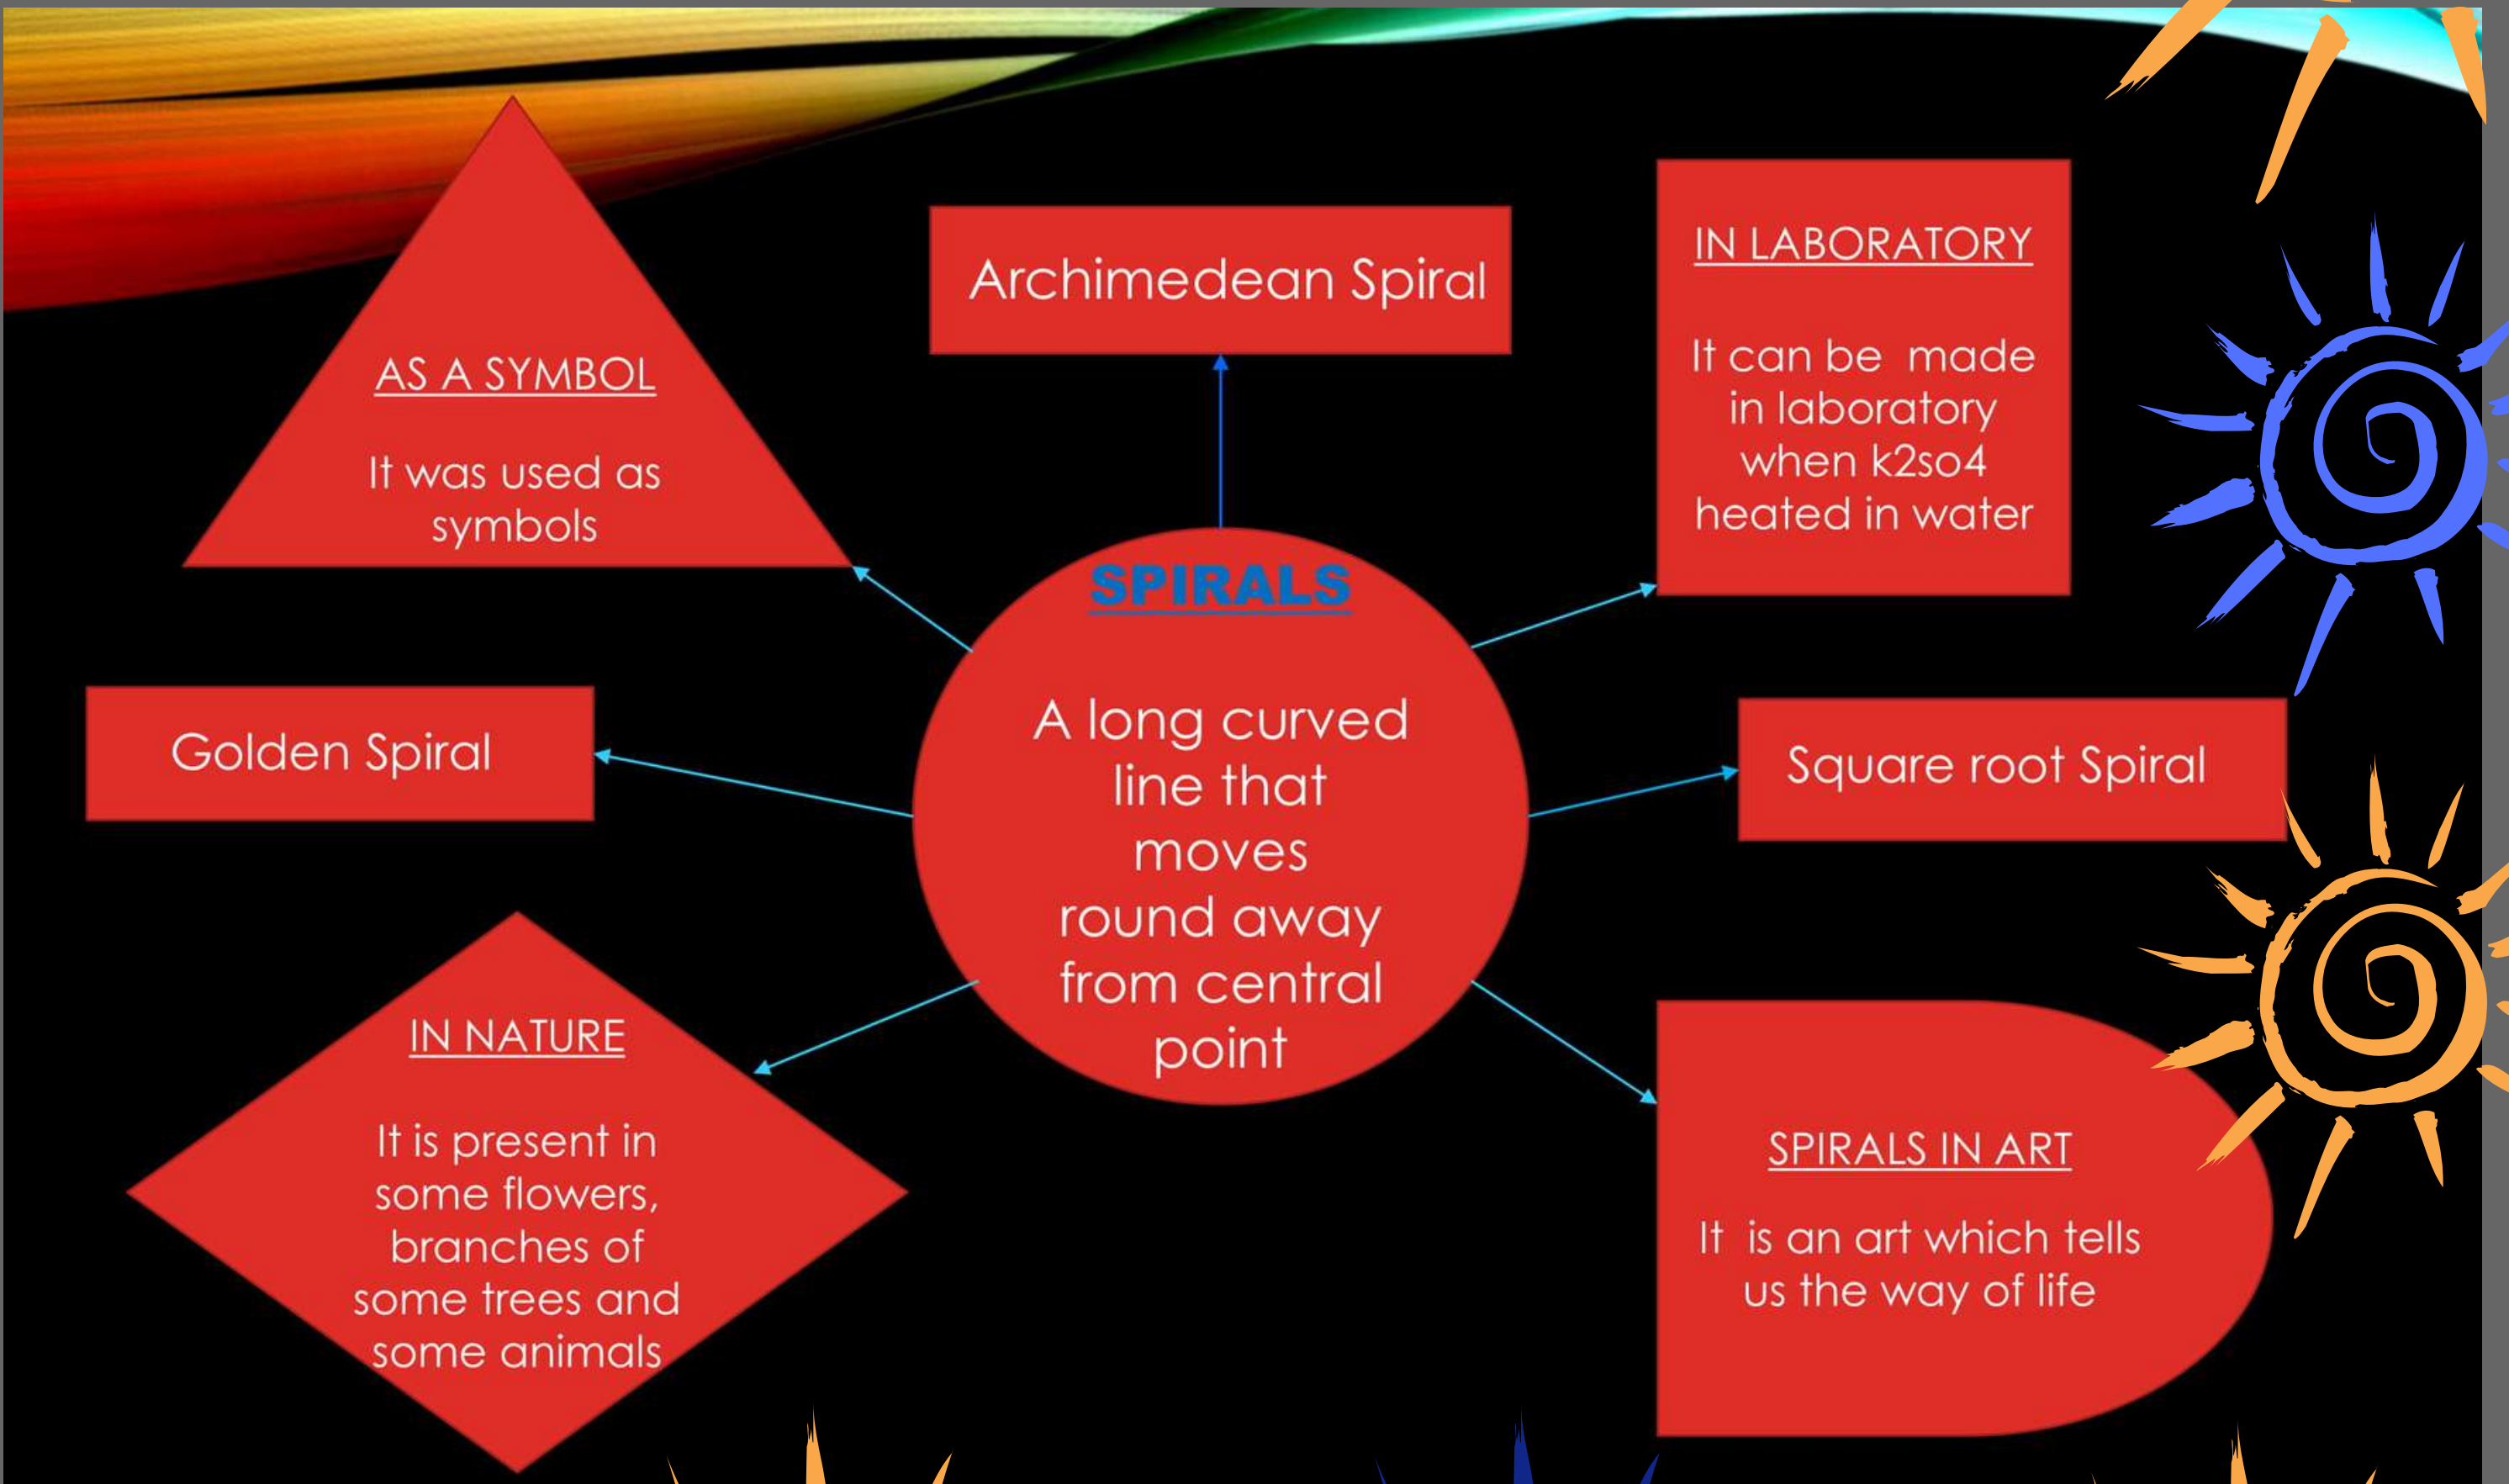 AS A SYMBOL
It was used as
symbols
Archimedean Spiral
IN LABORATORY
It can be made
in laboratory
when k2so4
heated in water
Golden Spiral
SPIRALS
A long curved
line that
moves
round away
from central
point
Square root Spiral
IN NATURE
It is present in
some flowers,
branches of
some trees and
some animals
SPIRALS IN ART
It is an art which tells
us the way of life